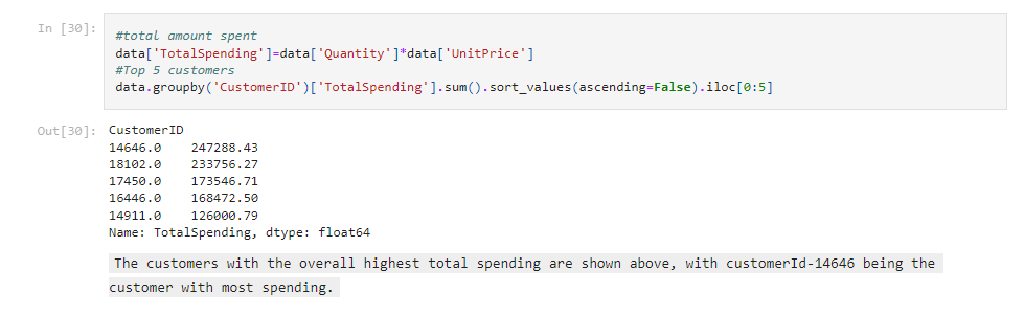 In [30]:
#total amount spent
data['TotalSpending']=data['Quantity']*data['UnitPrice']
#Top 5 customers
data.groupby('CustomerID')['TotalSpending'].sum().sort_values(ascending=False).iloc[0:5]
Out[30]:
CustomerID
14646.0    247288.43
18102.0    233756.27
17450.0    173546.71
16446.0    168472.50
14911.0    126000.79
Name: TotalSpending, dtype: float64
The customers with the overall highest total spending are shown above, with customerId-14646 being the
customer with most spending.